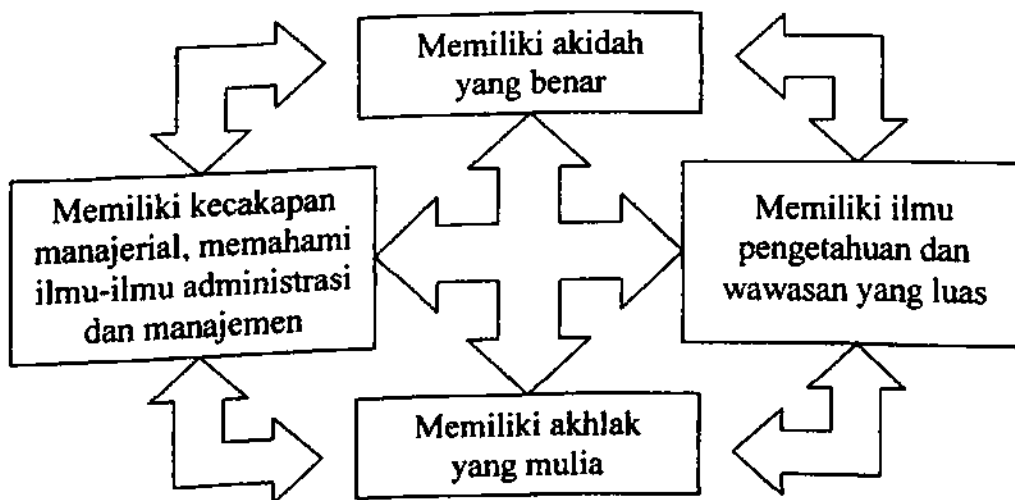 Memiliki akidah
yang benar
Memiliki kecakapan
manajerial, memahami
ilmu-ilmu administrasi
dan manajemen
Memiliki ilmu
pengetahuan dan
wawasan yang luas
Memiliki akhlak
yang mulia